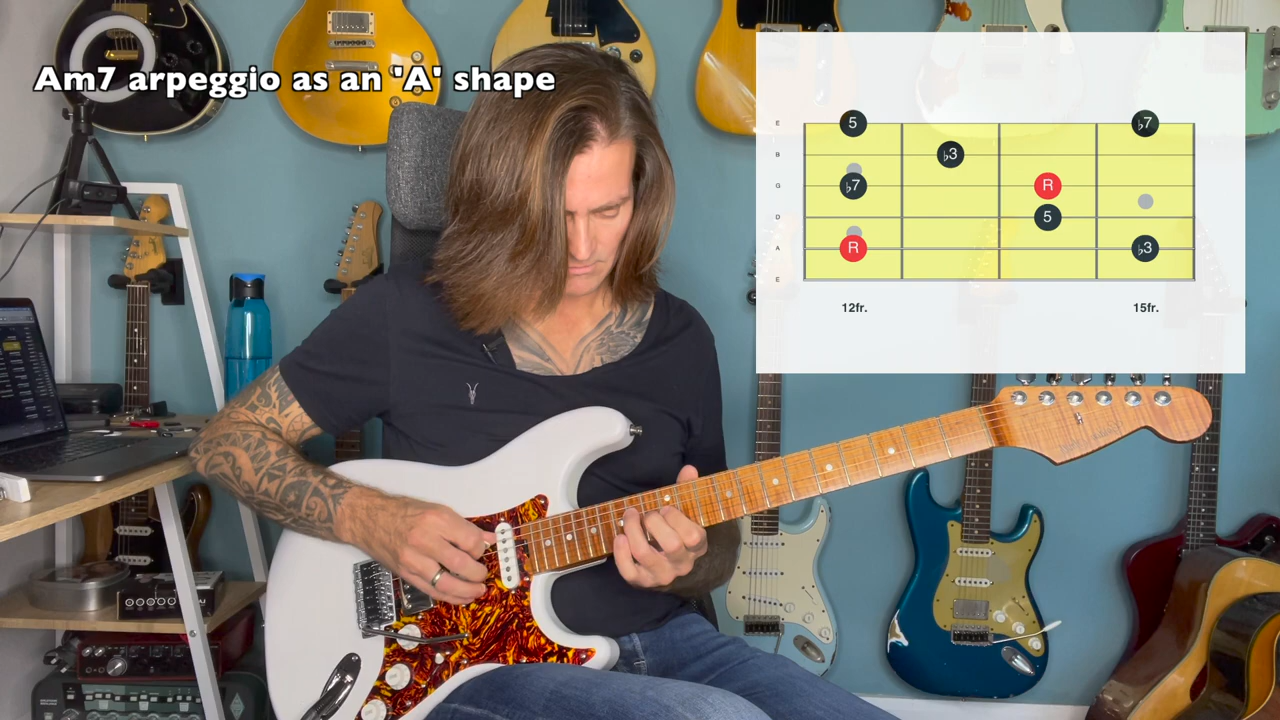 Am7 arpeggio as an 'A' shape
E 5 ♭7
B ♭3
G ♭7 R
D 5
A R ♭3
E
12fr. 15fr.